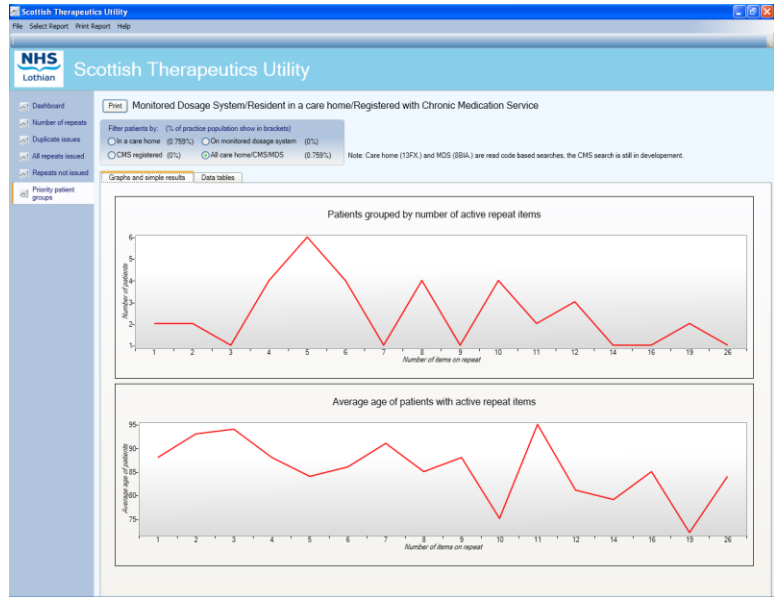 Scottish Therapeutics Utility
File Select Report Print Report Help
NHS
Lothian
Scottish Therapeutics Utility
Dashboard
Number of repeats
Duplicate issues
All repeats issued
Repeats not issued
Priority patient
groups
Print Monitored Dosage System/Resident in a care home/Registered with Chronic Medication Service
Filter patients by: (% of practice population show in brackets)
In a care home (0.759%) On monitored dosage system (0%)
CMS registered (0%) All care home/CMS/MDS (0.759%) Note: Care home (13FX.) and MDS (8BIA.) are read code based searches, the CMS search is still in developement.
Graphs and simple results Data tables
Patients grouped by number of active repeat items
Number of patients
6
5
4
3
2
1
1 2 3 4 5 6 7 8 9 10 11 12 14 16 19 26
Number of items on repeat
Average age of patients with active repeat items
Average age of patients
95
90
85
80
75
1 2 3 4 5 6 7 8 9 10 11 12 14 16 19 26
Number of items on repeat